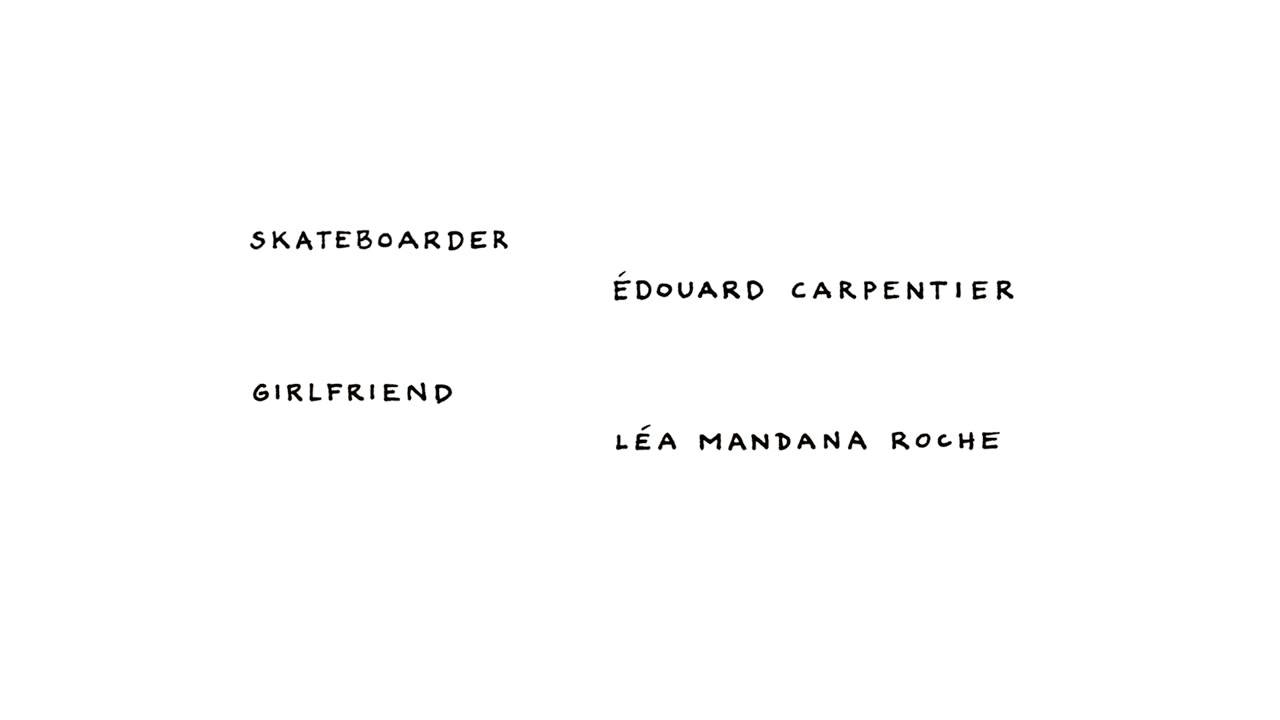 SKATEBOARDER
ÉDOUARD CARPENTIER
GIRLFRIEND
LÉA MANDANA ROCHE